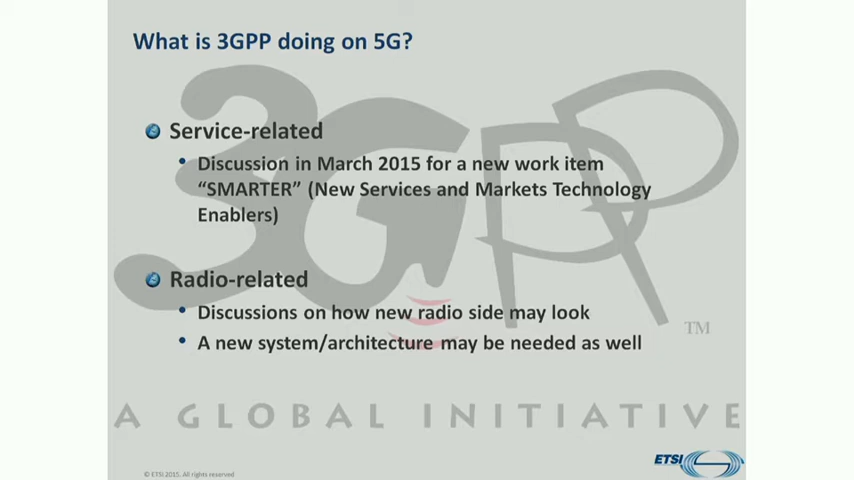 What is 3GPP doing on 5G?
Service-related
Discussion in March 2015 for a new work item
“SMARTER” (New Services and Markets Technology
Enablers)
Radio-related
Discussions on how new radio side may look
A new system/architecture may be needed as well
3GPP
TM
A GLOBAL INITIATIVE
© ETSI 2015. All rights reserved
ETSI